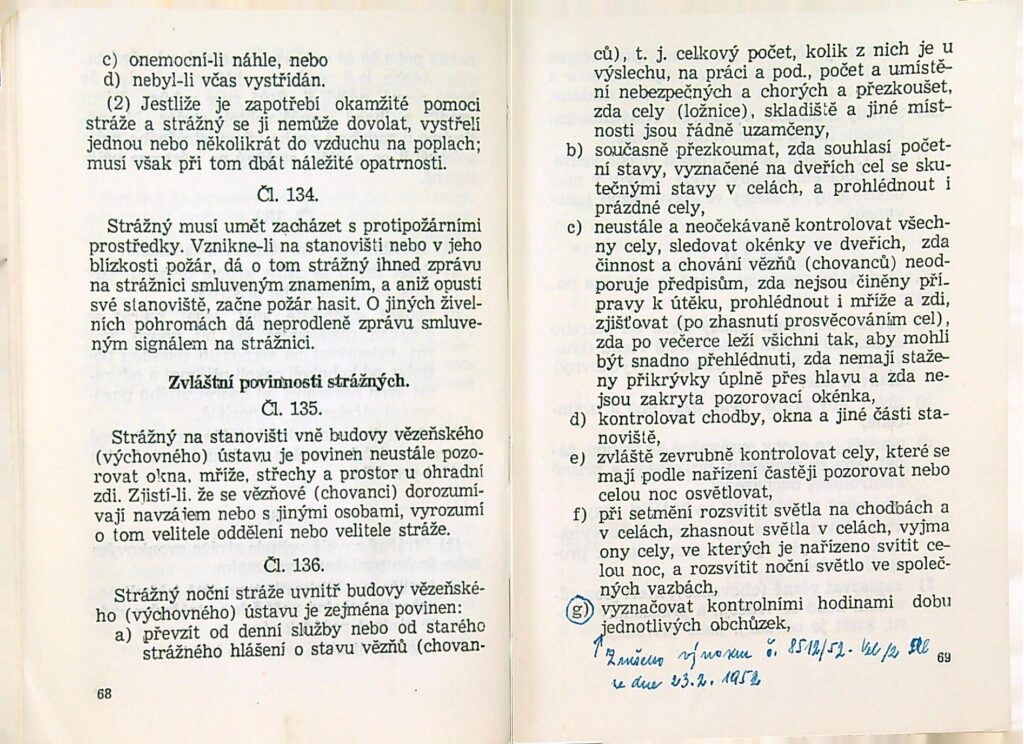 c) onemocní-li náhle, nebo
d) nebyl-li včas vystřídán.
(2) Jestliže je zapotřebí okamžité pomoci
stráže a strážný se jí nemůže dovolat, vystřelí
jednou nebo několikrát do vzduchu na poplach;
musí však při tom dbát náležité opatrnosti.
Čl. 134.
Strážný musí umět zacházet s protipožárními
prostředky. Vznikne-li na stanovišti nebo v jeho
blízkosti požár, dá o tom strážný ihned zprávu
na strážnici smluveným znamením, a aniž opustí
své stanoviště, začne požár hasit. O jiných živel-
ních pohromách dá neprodleně zprávu smluve-
ným signálem na strážnici.
Zvláštní povinnosti strážných.
Čl. 135.
Strážný na stanovišti vně budovy vězeňského
(výchovného) ústavu je povinen neustále pozo-
rovat okna, mříže, střechy a prostor u ohradní
zdi. Zjistí-li, že se vězňové (chovanci) dorozumí-
vají navzájem nebo s jinými osobami, vyrozumí
o tom velitele oddělení nebo velitele stráže.
Čl. 136.
Strážný noční stráže uvnitř budovy vězeňské-
ho (výchovného) ústavu je zejména povinen:
a) převzít od denní služby nebo od starého
strážného hlášení o stavu vězňů (chovan-
68
ců), t. j. celkový počet, kolik z nich je u
výslechu, na práci a pod., počet a umístě-
ní nebezpečných a chorých a přezkoušet,
zda cely (ložnice), skladiště a jiné míst-
nosti jsou řádně uzamčeny,
b) současně přezkoumat, zda souhlasí počet-
ní stavy, vyznačené na dveřích cel se sku-
tečnými stavy v celách, a prohlédnout i
prázdné cely,
c) neustále a neočekávaně kontrolovat všech-
ny cely, sledovat okénky ve dveřích, zda
činnost a chování vězňů (chovanců) neod-
poruje předpisům, zda nejsou činěny pří-
pravy k útěku, prohlédnout i mříže a zdi,
zjišťovat (po zhasnutí prosvěcováním cel),
zda po večerce leží všichni tak, aby mohli
být snadno přehlédnuti, zda nemají staže-
ny přikrývky úplně přes hlavu a zda ne-
jsou zakryta pozorovací okénka,
d) kontrolovat chodby, okna a jiné části sta-
noviště,
e) zvláště zevrubně kontrolovat cely, které se
mají podle nařízení častěji pozorovat nebo
celou noc osvětlovat,
f) při setmění rozsvítit světla na chodbách a
v celách, zhasnout světla v celách, vyjma
ony cely, ve kterých je nařízeno svítit ce-
lou noc, a rozsvítit noční světlo ve společ-
ných vazbách,
g) vyznačovat kontrolními hodinami dobu
jednotlivých obchůzek,
Zrušeno výnosem č. 8512/52
ze dne 23.2.1952
69